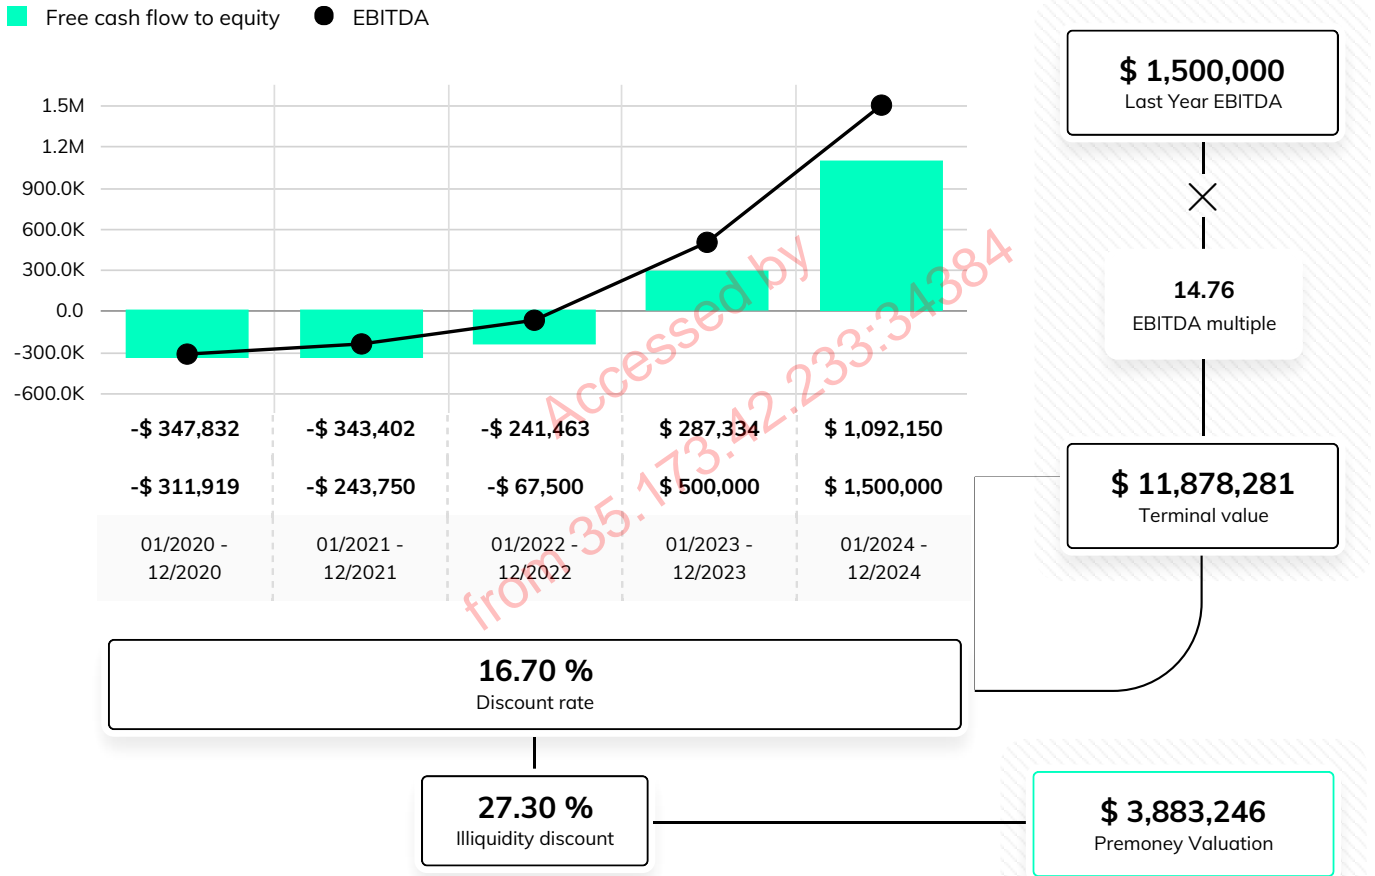 Free cash flow to equity
EBITDA
1.5M
1.2M
900.0K
600.0K
300.0K
0.0
-300.0K
-600.0K
-$ 347,832
-$ 343,402
-$ 241,463
$ 287,334
$ 1,092,150
-$ 311,919
-$ 243,750
-$ 67,500
$ 500,000
$ 1,500,000
01/2020 -
12/2020
01/2021 -
12/2021
01/2022 -
12/2022
01/2023 -
12/2023
01/2024 -
12/2024
$ 1,500,000
Last Year EBITDA
14.76
EBITDA multiple
$ 11,878,281
Terminal value
16.70 %
Discount rate
27.30 %
Illiquidity discount
$ 3,883,246
Premoney Valuation
Accessed by
from 35.173.42.233:34384